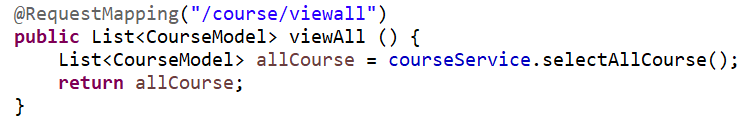 @RequestMapping("/course/viewall")
public List<CourseModel> viewAll () {
    List<CourseModel> allCourse = courseService.selectAllCourse();
    return allCourse;
}